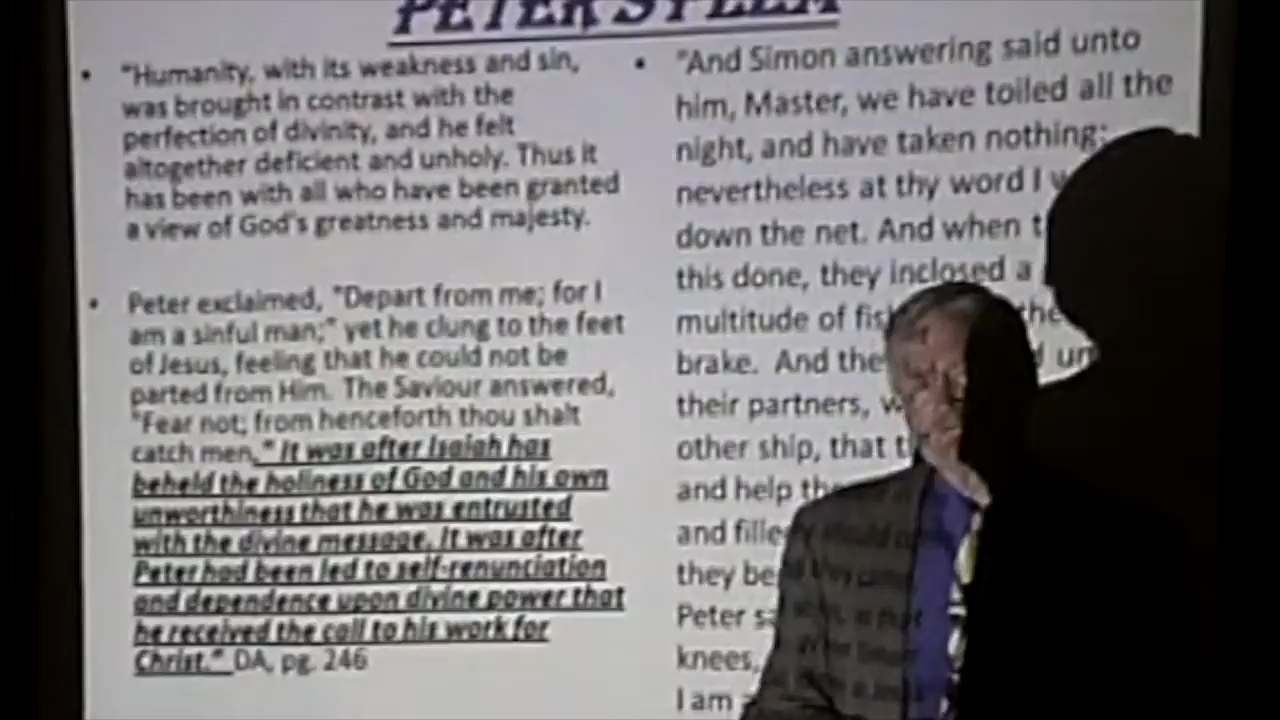 PETER'S PLEA
• "Humanity, with its weakness and sin,
was brought in contrast with the
perfection of divinity, and he felt
altogether deficient and unholy. Thus it
has been with all who have been granted
a view of God's greatness and majesty.
• Peter exclaimed, "Depart from me; for I
am a sinful man;" yet he clung to the feet
of Jesus, feeling that he could not be
parted from Him. The Saviour answered,
"Fear not; from henceforth thou shalt
catch men." It was after Isaiah has
beheld the holiness of God and his own
unworthiness that he was entrusted
with the divine message. It was after
Peter had been led to self-renunciation
and dependence upon divine power that
he received the call to his work for
Christ." DA, pg. 246
• "And Simon answering said unto
him, Master, we have toiled all the
night, and have taken nothing:
nevertheless at thy word I
down the net. And when
this done, they inclosed a
multitude of
brake. And
their partners,
other ship, that
and help
and
they
Peter
knees,
I am